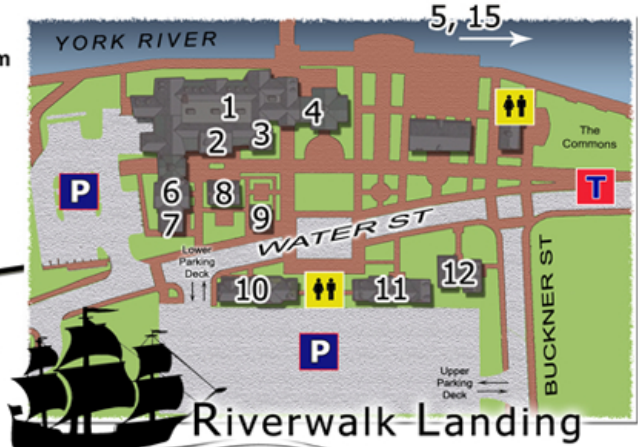 5, 15
YORK RIVER
m
1
2
3
4
The
Commons
P
T
6
7
8
9
WATER ST
Lower
Parking
Deck
10
11
12
BUCKNER ST
P
Upper
Parking
Deck
Riverwalk Landing